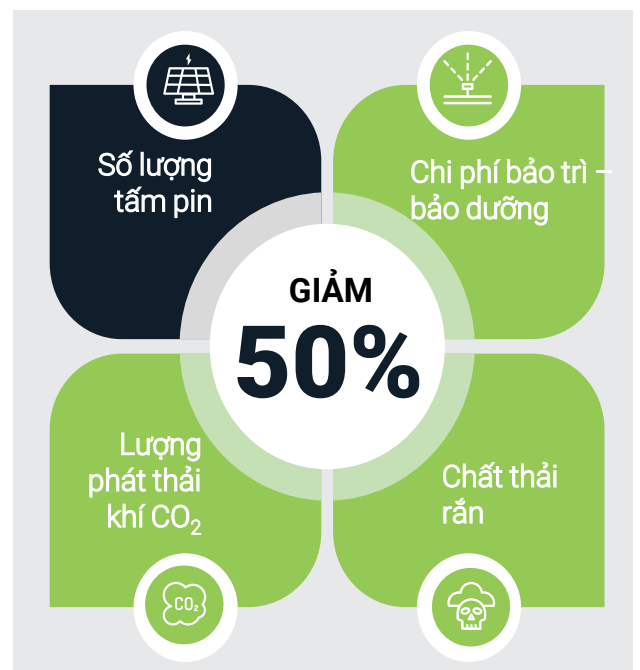 Số lượng
tấm pin
Chi phí bảo trì –
bảo dưỡng
GIẢM
50%
Lượng
phát thải
khí CO₂
Chất thải
rắn
CO₂